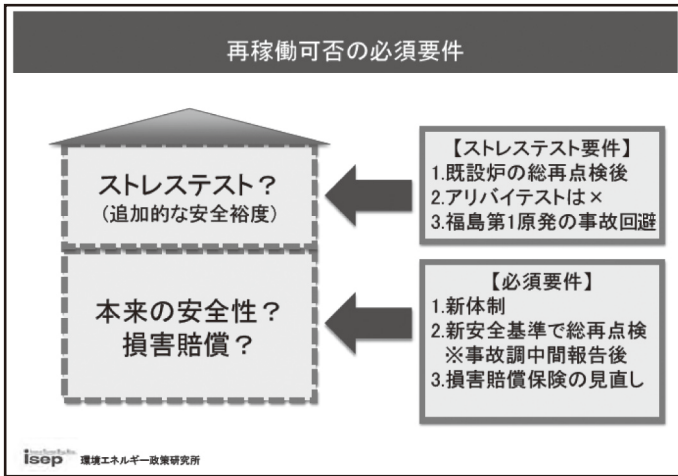 再稼働可否の必須要件
ストレステスト？
(追加的な安全裕度)
【ストレステスト要件】
1.既設炉の総再点検後
2.アリバイテストは×
3.福島第1原発の事故回避
本来の安全性？
損害賠償？
【必須要件】
1.新体制
2.新安全基準で総再点検
※事故調中間報告後
3.損害賠償保険の見直し
isep 環境エネルギー政策研究所